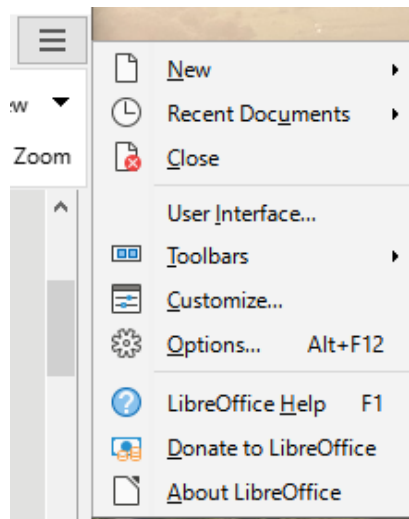 New
Recent Documents
Close
User Interface...
Toolbars
Customize...
Options... Alt+F12
LibreOffice Help F1
Donate to LibreOffice
About LibreOffice
Zoom